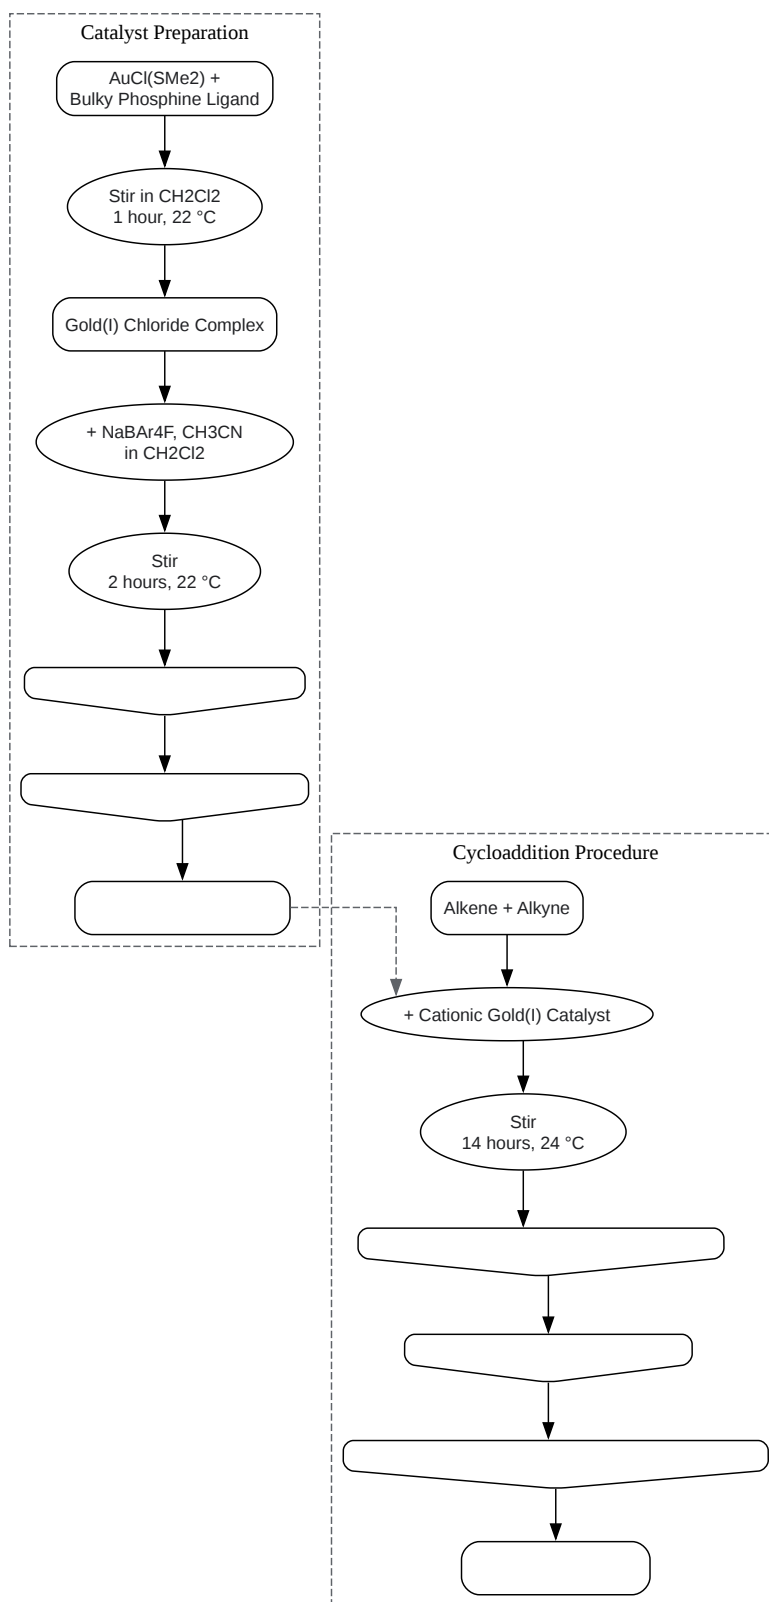 Catalyst Preparation
AuCl(SMe2) +
Bulky Phosphine Ligand
Stir in CH2Cl2
1 hour, 22 °C
Gold(I) Chloride Complex
+ NaBAr4F, CH3CN
in CH2Cl2
Stir
2 hours, 22 °C
Cycloaddition Procedure
Alkene + Alkyne
+ Cationic Gold(I) Catalyst
Stir
14 hours, 24 °C